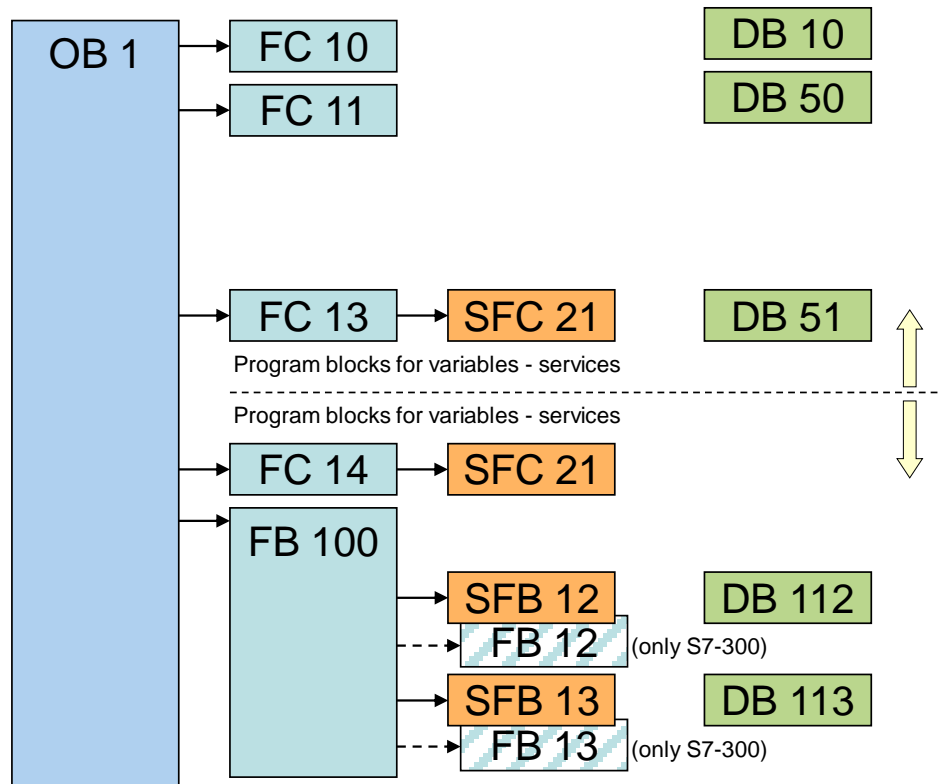 OB 1
FC 10
DB 10
FC 11
DB 50
FC 13
SFC 21
DB 51
Program blocks for variables - services
Program blocks for variables - services
FC 14
SFC 21
FB 100
SFB 12
DB 112
FB 12
(only S7-300)
SFB 13
DB 113
FB 13
(only S7-300)